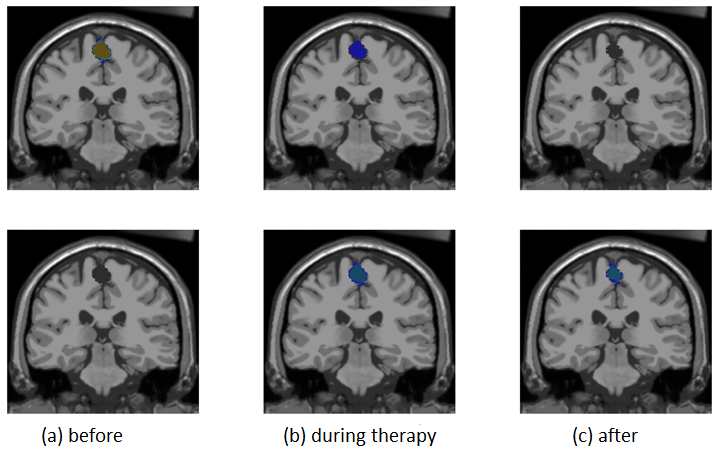 (a) before
(b) during therapy
(c) after